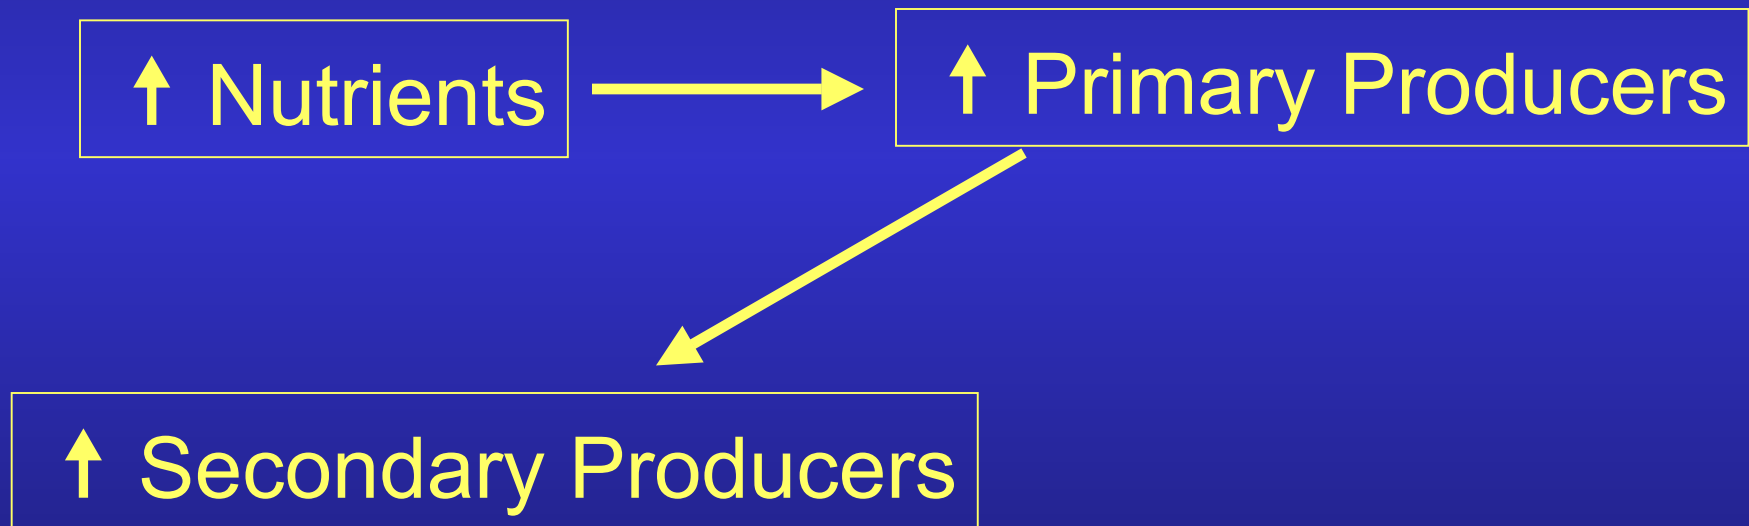 ↑ Nutrients
↑ Primary Producers
↑ Secondary Producers